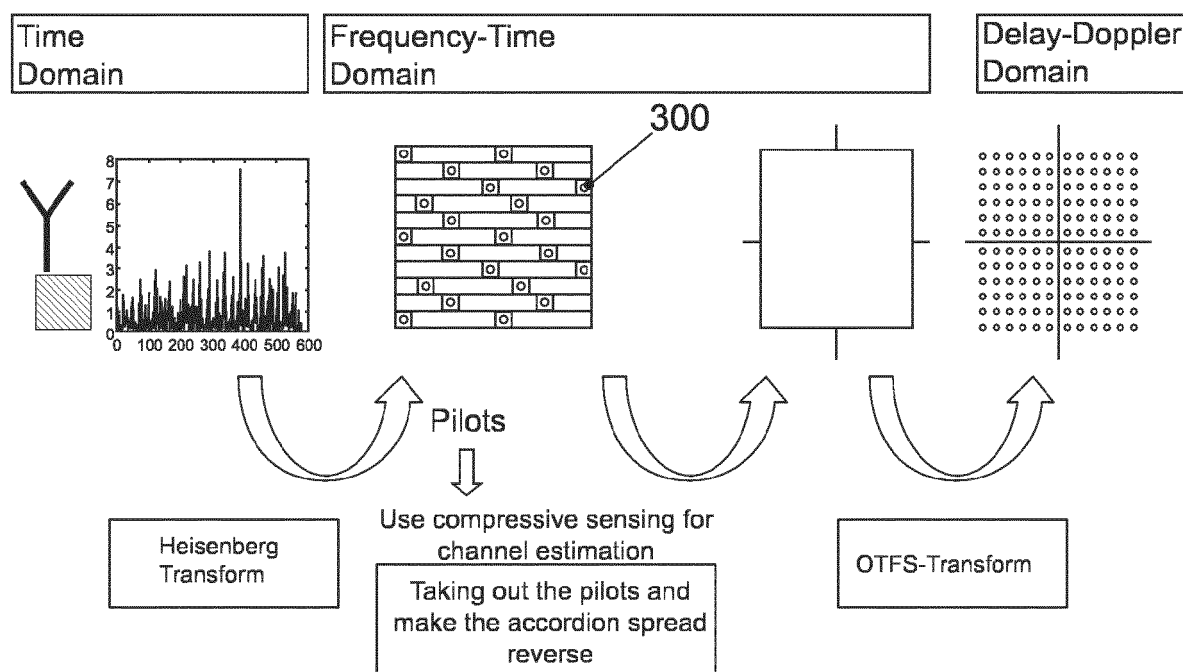 Time
Domain
Frequency-Time
Domain
Delay-Doppler
Domain
300
8
7
6
5
4
3
2
1
0
0 100 200 300 400 500 600
Pilots
Use compressive sensing for
channel estimation
Heisenberg
Transform
Taking out the pilots and
make the accordion spread
reverse
OTFS-Transform